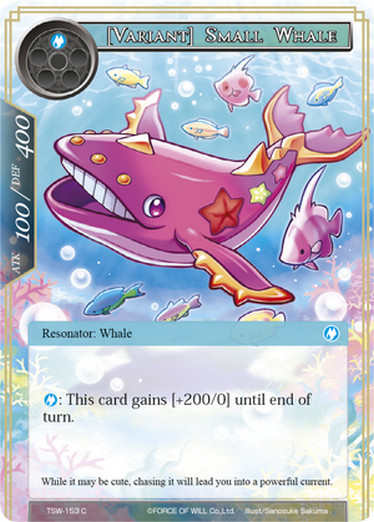 [Variant] Small Whale
ATK 100 / DEF 400
Resonator: Whale
: This card gains [+200/0] until end of
turn.
While it may be cute, chasing it will lead you into a powerful current.
TSW-153 C ©FORCE OF WILL Co.,Ltd. Illust/Sanosuke Sakuma